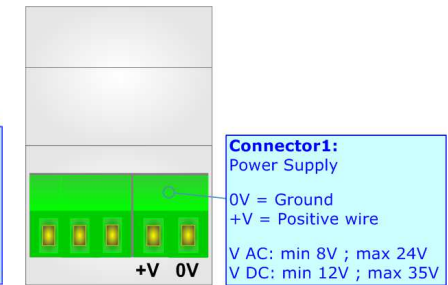 Connector1:
Power Supply
0V = Ground
+V = Positive wire
V AC: min 8V ; max 24V
V DC: min 12V ; max 35V
+V 0V